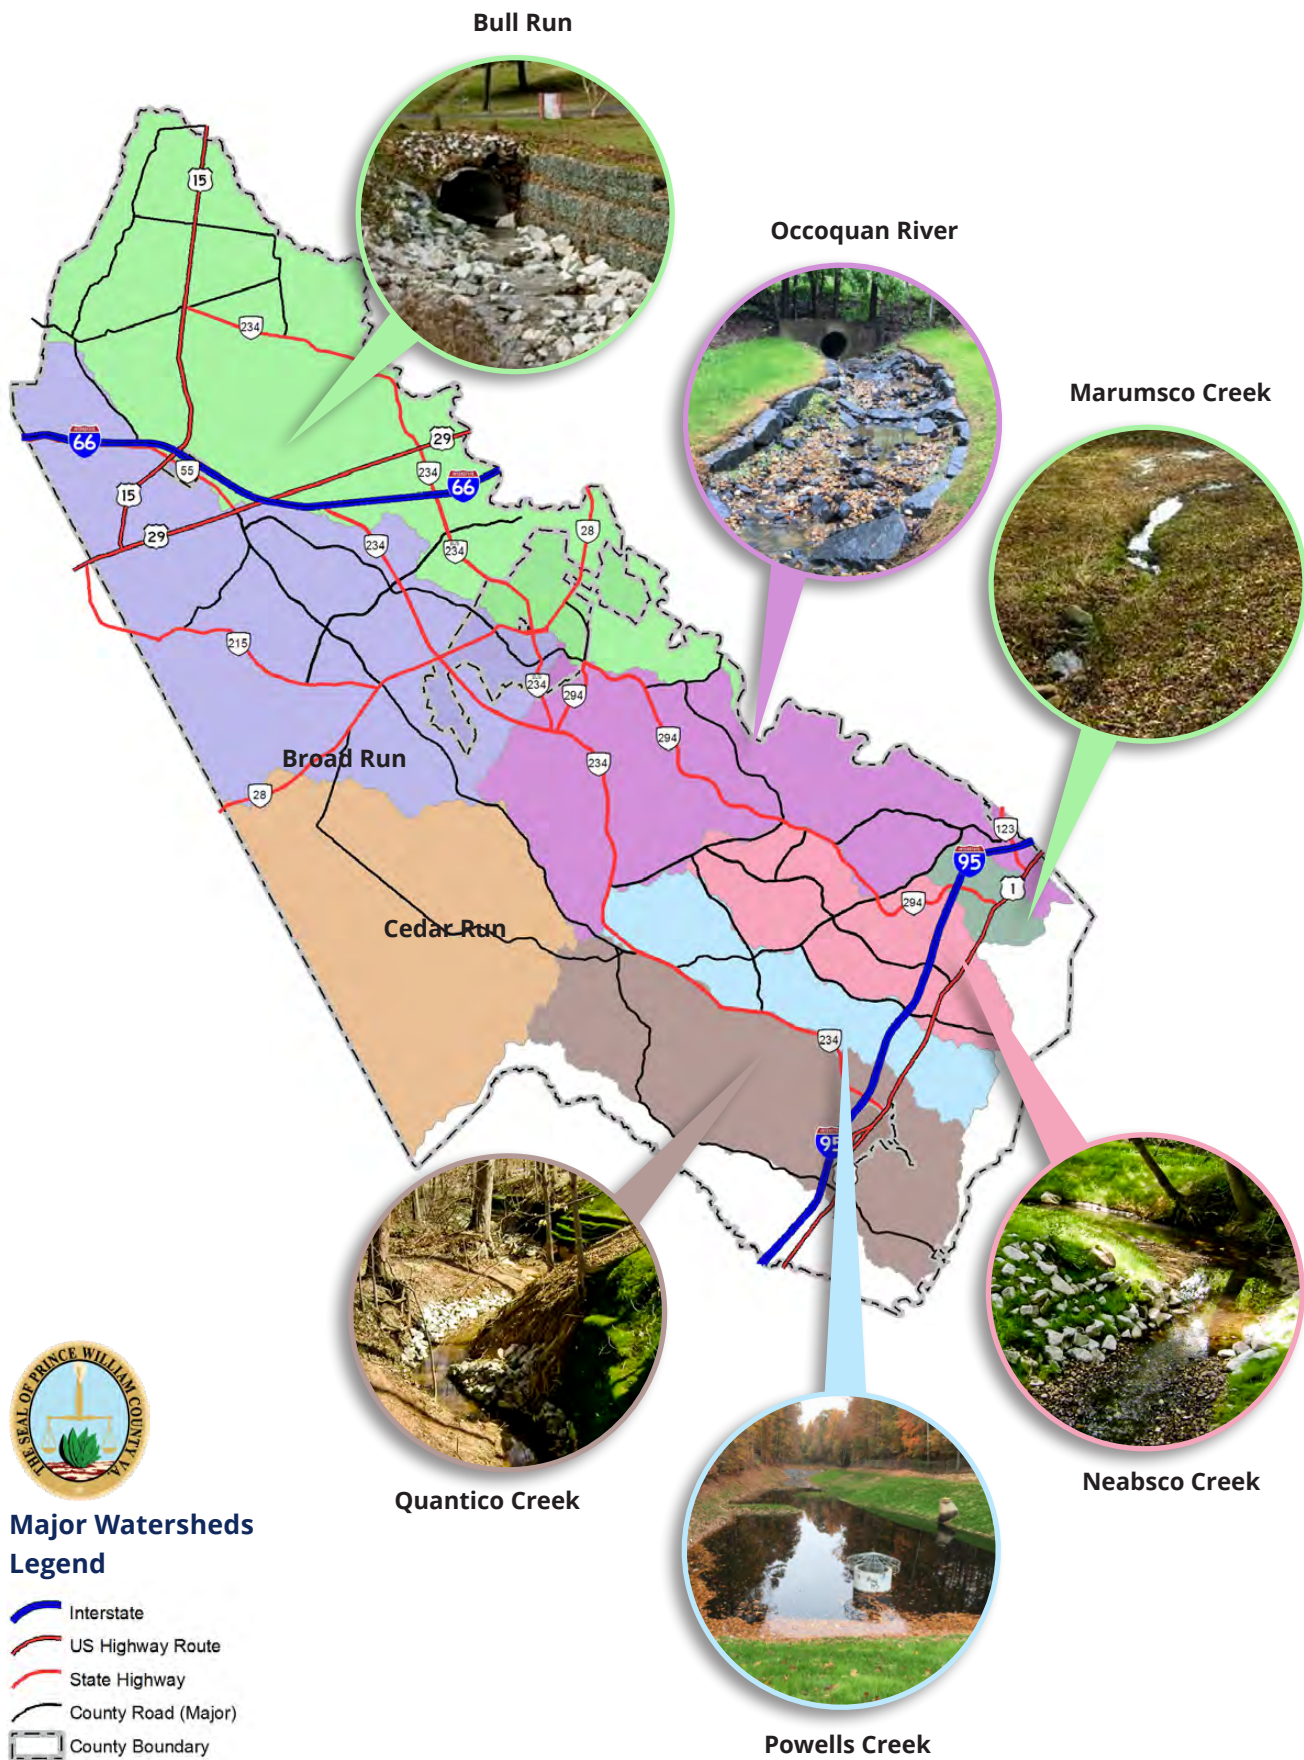 Bull Run
Occoquan River
Marumsco Creek
15
234
66
55
29
234
66
15
29
234
234
28
215
234
294
294
234
Broad Run
28
123
95
1
294
Cedar Run
234
95
Quantico Creek
Neabsco Creek
Powells Creek
THE SEAL OF PRINCE WILLIAM COUNTY VA.
Major Watersheds
Legend
Interstate
US Highway Route
State Highway
County Road (Major)
County Boundary